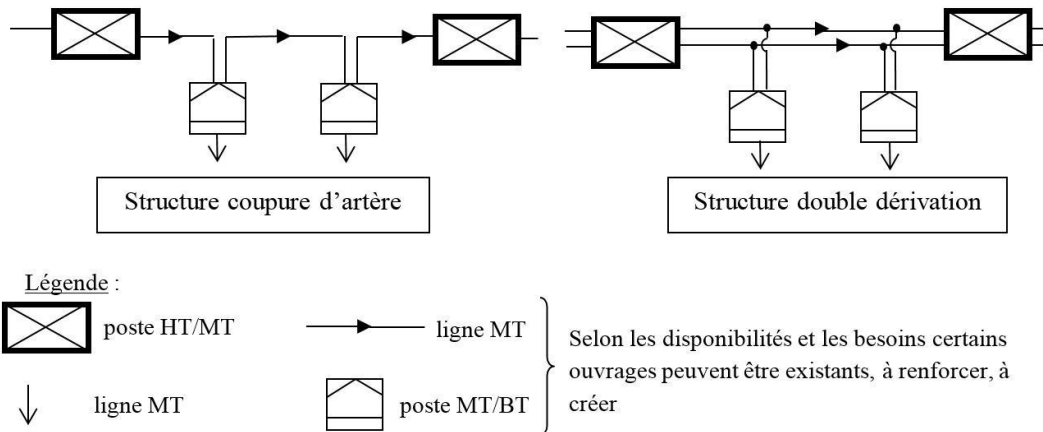 Structure coupure d’artère
Structure double dérivation
Légende :
poste HT/MT
ligne MT
ligne MT
poste MT/BT
Selon les disponibilités et les besoins certains
ouvrages peuvent être existants, à renforcer, à
créer